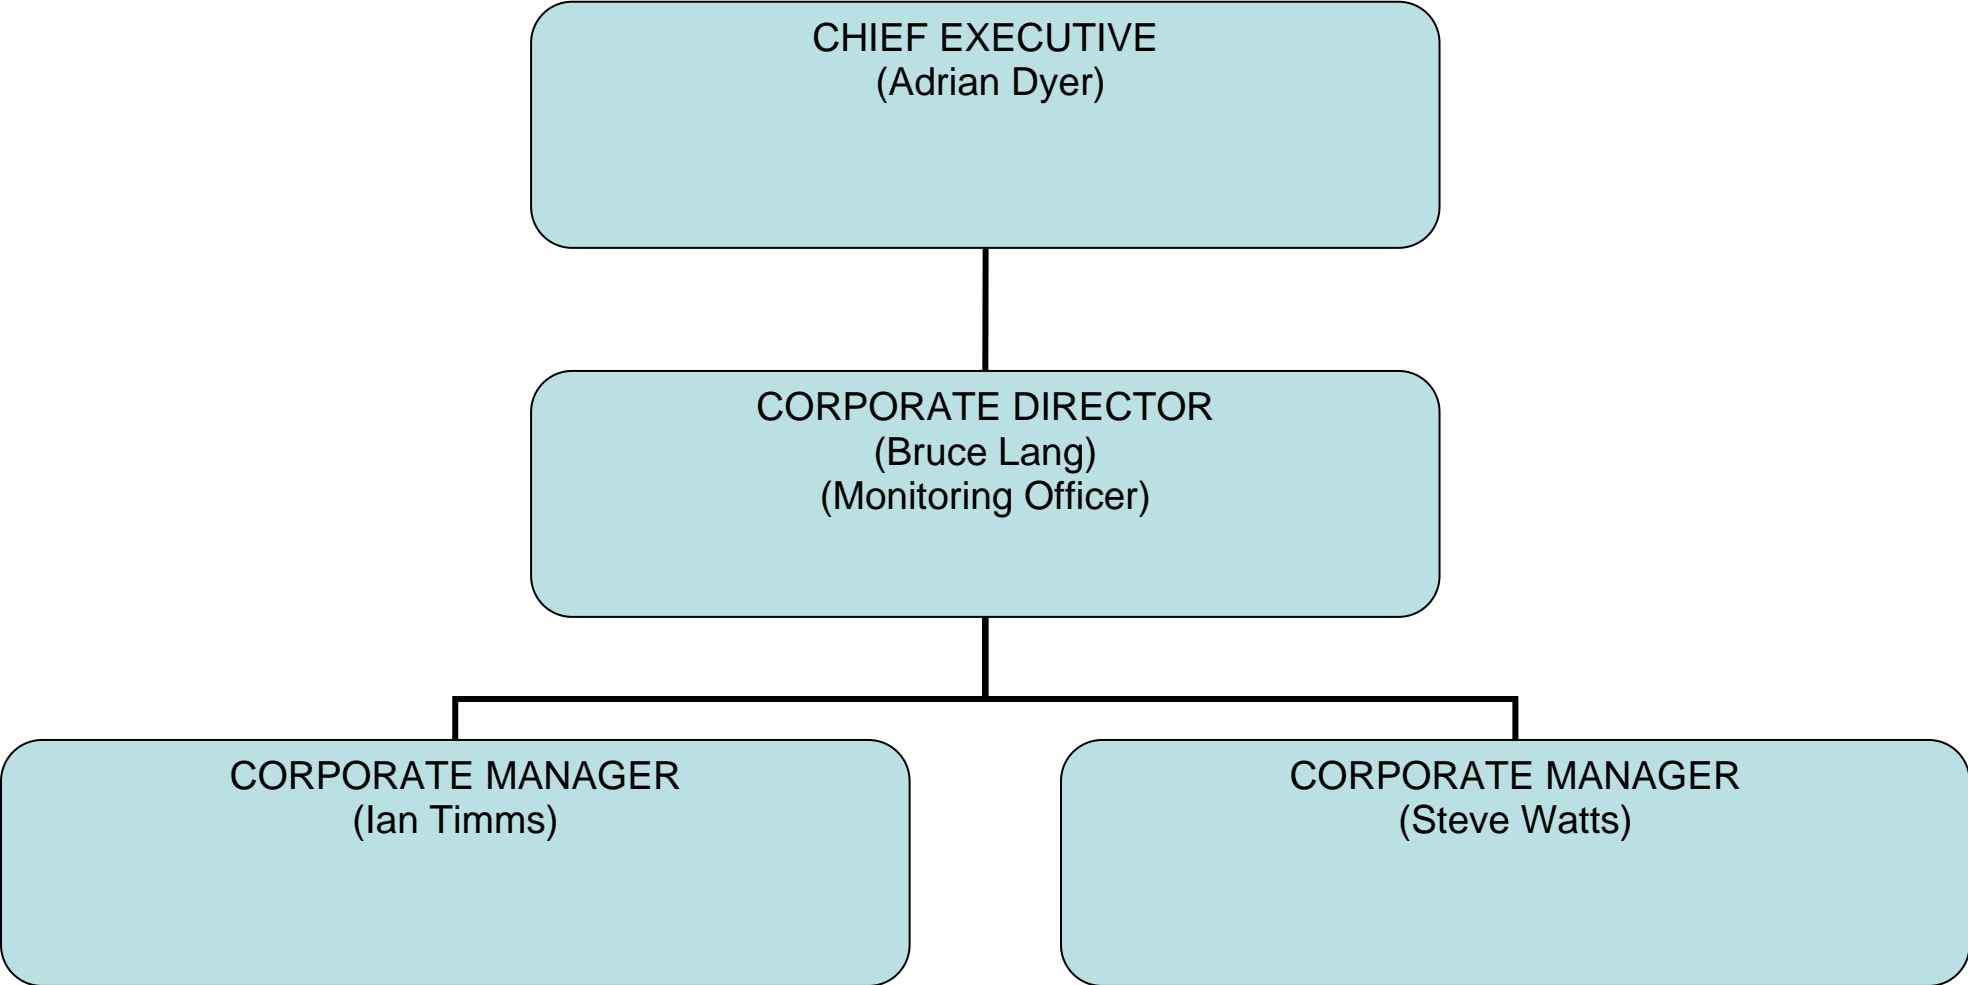 CHIEF EXECUTIVE
(Adrian Dyer)
CORPORATE DIRECTOR
(Bruce Lang)
(Monitoring Officer)
CORPORATE MANAGER
(Ian Timms)
CORPORATE MANAGER
(Steve Watts)